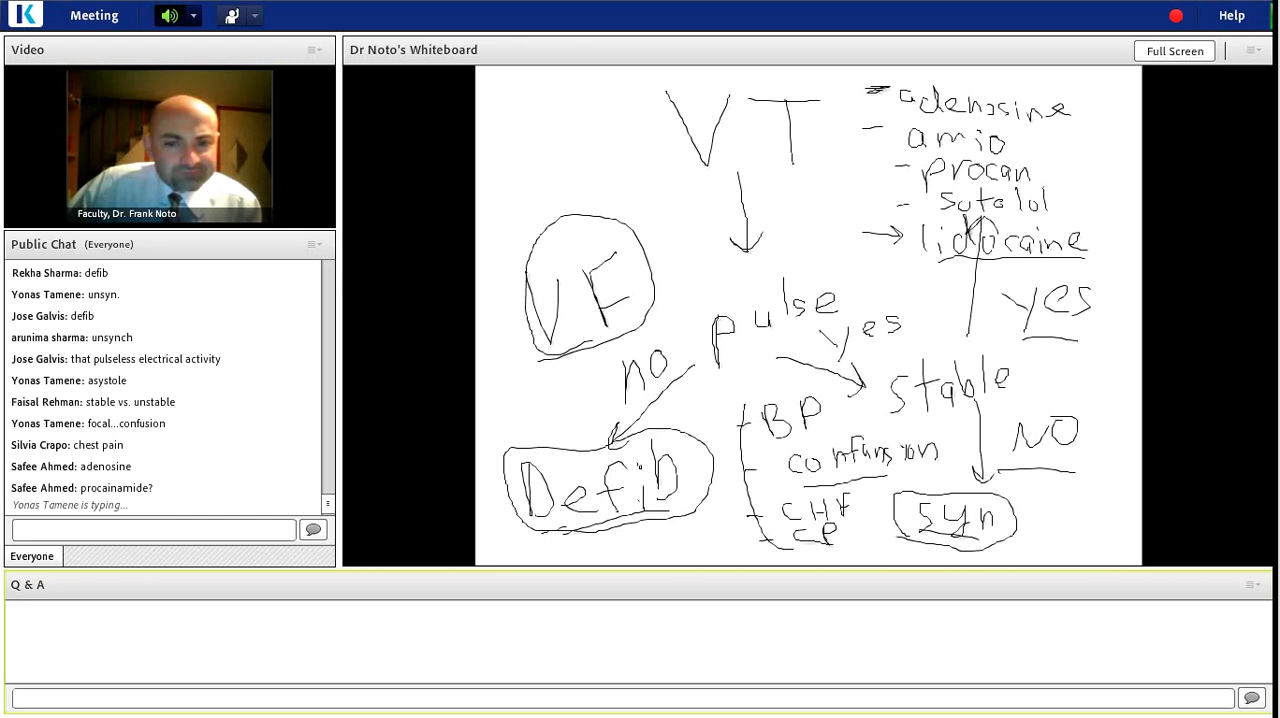 K
Meeting
Help
Video
Faculty, Dr. Frank Noto
Public Chat (Everyone)
Rekha Sharma: defib
Yonas Tamene: unsyn.
Jose Galvis: defib
arunima sharma: unsynch
Jose Galvis: that pulseless electrical activity
Yonas Tamene: asystole
Faisal Rehman: stable vs. unstable
Yonas Tamene: focal...confusion
Silvia Crapo: chest pain
Safee Ahmed: adenosine
Safee Ahmed: procainamide?
Yonas Tamene is typing...
Everyone
Dr Noto's Whiteboard
Full Screen
VT
- adenosine
- amio
- procan
- sotalol
→ lidocaine
VF
pulse
yes
YES
no
stable
Defib
- BP
- confusion
- CHF
- CP
NO
Syn
Q & A